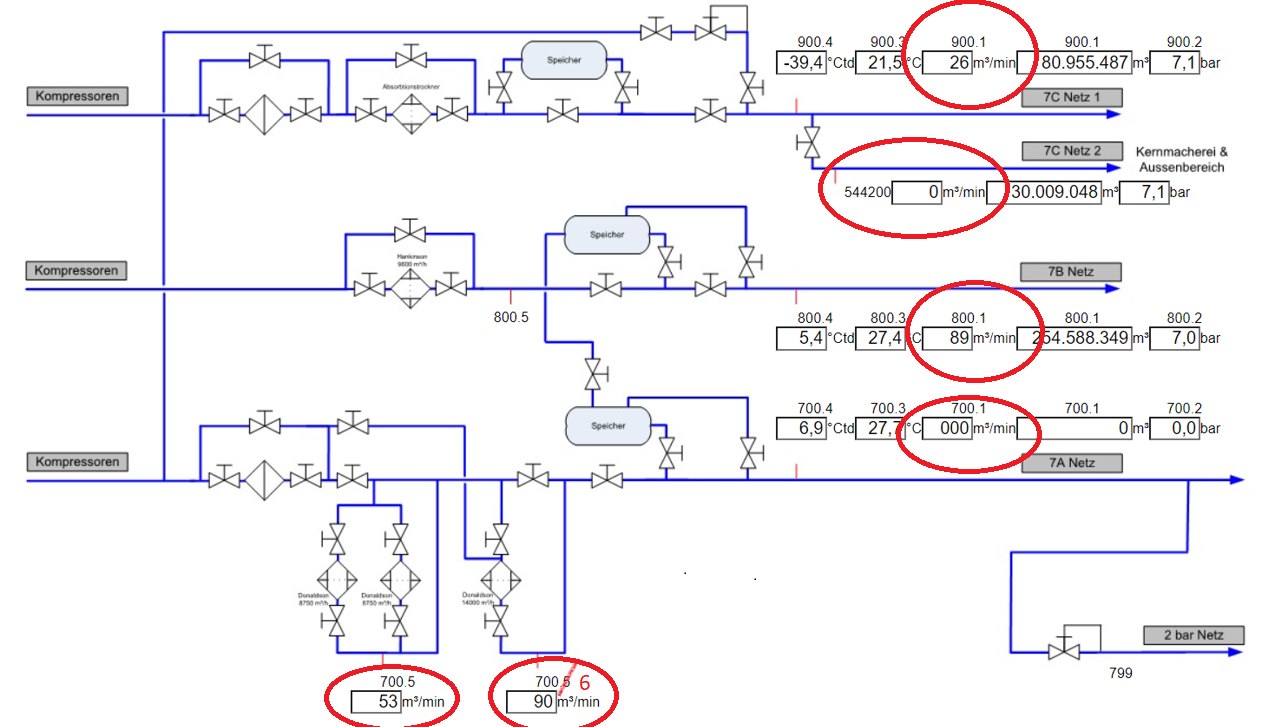 900.4 900.3 900.1 900.1 900.2
-39,4 °Ctd 21,5 °C 26 m³/min 80.955.487 m³ 7,1 bar
Speicher
Kompressoren
Absorbtionstrockner
7C Netz 1
7C Netz 2
Kernmacherei &
Aussenbereich
544200 0 m³/min 30.009.048 m³ 7,1 bar
Speicher
Kompressoren
Hankinson
9600 m³/h
7B Netz
800.5
800.4 800.3 800.1 800.1 800.2
5,4 °Ctd 27,4 °C 89 m³/min 254.588.349 m³ 7,0 bar
700.4 700.3 700.1 700.1 700.2
6,9 °Ctd 27,7 °C 000 m³/min 0 m³ 0,0 bar
Speicher
Kompressoren
7A Netz
Donaldson
8750 m³/h
Donaldson
8750 m³/h
Donaldson
14000 m³/h
2 bar Netz
799
700.5
53 m³/min
700.5 6
90 m³/min